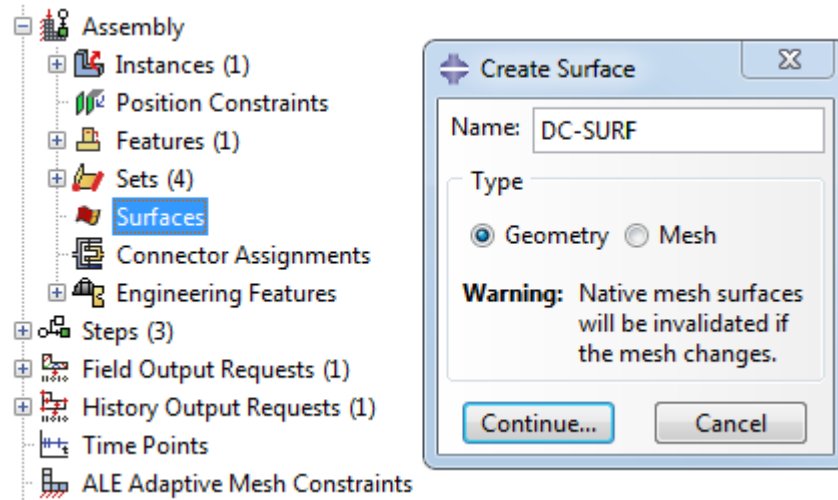 Assembly
Instances (1)
Position Constraints
Features (1)
Sets (4)
Surfaces
Connector Assignments
Engineering Features
Steps (3)
Field Output Requests (1)
History Output Requests (1)
Time Points
ALE Adaptive Mesh Constraints
Create Surface
Name: DC-SURF
Type
Geometry Mesh
Warning: Native mesh surfaces
will be invalidated if
the mesh changes.
Continue... Cancel